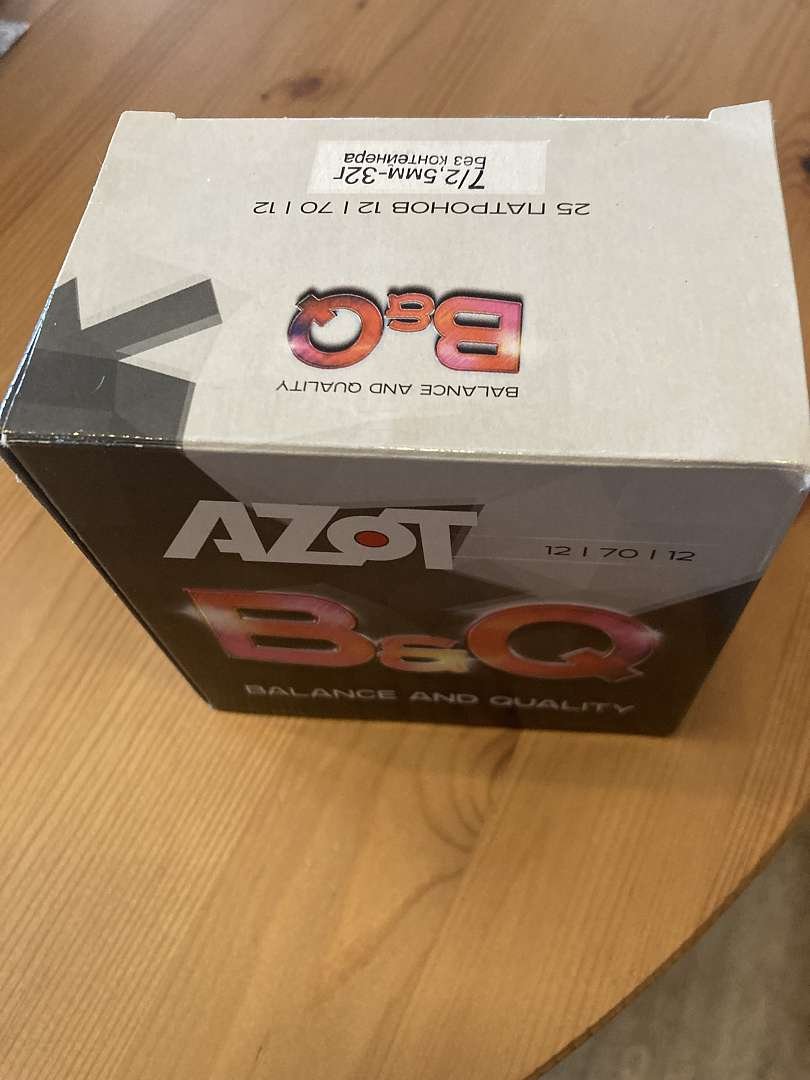 7/2,5мм-32г
Без контейнера
25 ПАТРОНОВ 12 | 70 | 12
B&Q
BALANCE AND QUALITY
AZOT
12 | 70 | 12
B&Q
BALANCE AND QUALITY